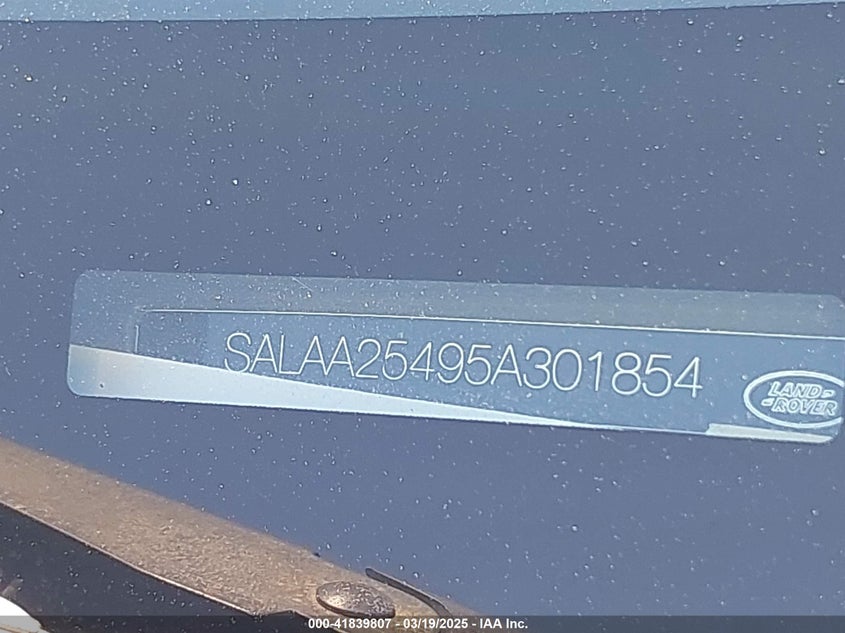 SALAA25495A301854
LAND-
-ROVER
000-41839807 - 03/19/2025 - IAA Inc.